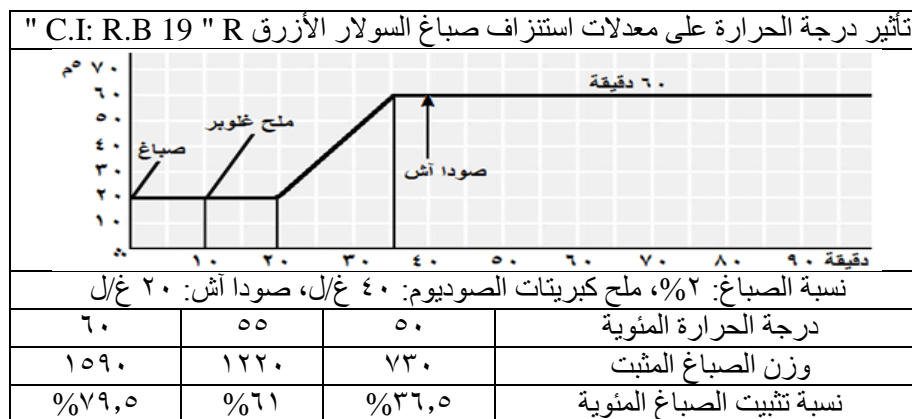 تأثير درجة الحرارة على معدلات استنزاف صباغ السولار الأزرق C.I: R.B 19 " R "
٧٠ °م
٦٠
٥٠
٤٠
٣٠
٢٠
١٠
٪
٦٠ دقيقة
ملح غلوبر
صباغ
صودا آش
١٠ ٢٠ ٣٠ ٤٠ ٥٠ ٦٠ ٧٠ ٨٠ ٩٠ دقيقة
نسبة الصباغ: ٢%، ملح كبريتات الصوديوم: ٤٠ غ/ل، صودا آش: ٢٠ غ/ل
درجة الحرارة المئوية ٥٠ ٥٥ ٦٠
وزن الصباغ المثبت ٧٣٠ ١٢٢٠ ١٥٩٠
نسبة تثبيت الصباغ المئوية ٣٦,٥% ٦١% ٧٩,٥%